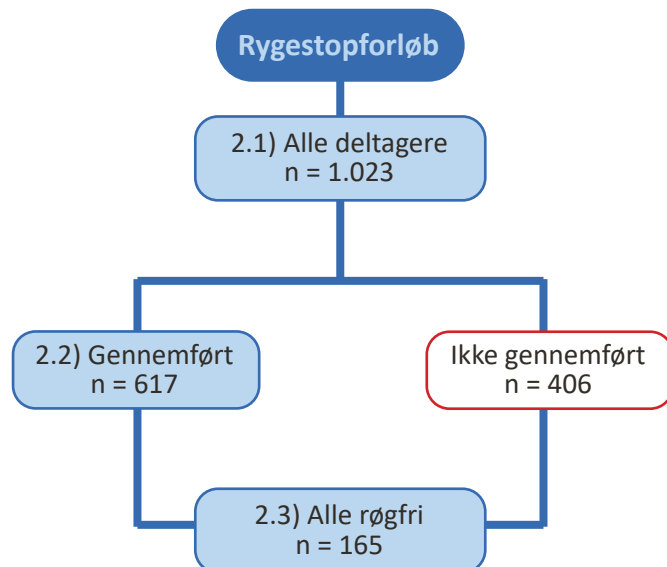 Rygestopforløb
2.1) Alle deltagere
n = 1.023
2.2) Gennemført
n = 617
Ikke gennemført
n = 406
2.3) Alle røgfri
n = 165